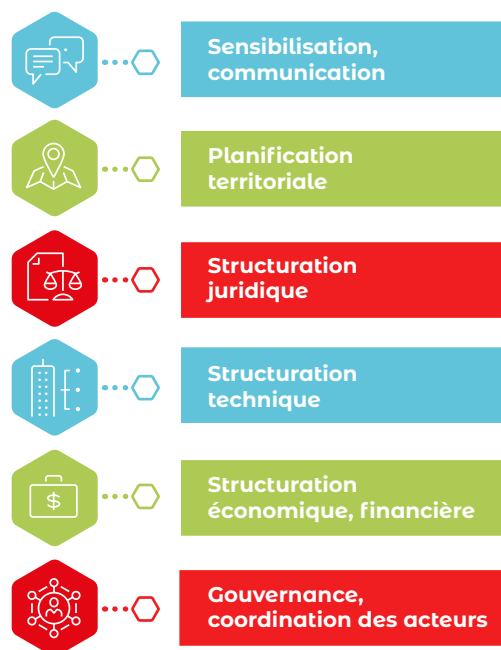 Sensibilisation,
communication
Planification
territoriale
Structuration
juridique
Structuration
technique
$
Structuration
économique, financière
Gouvernance,
coordination des acteurs